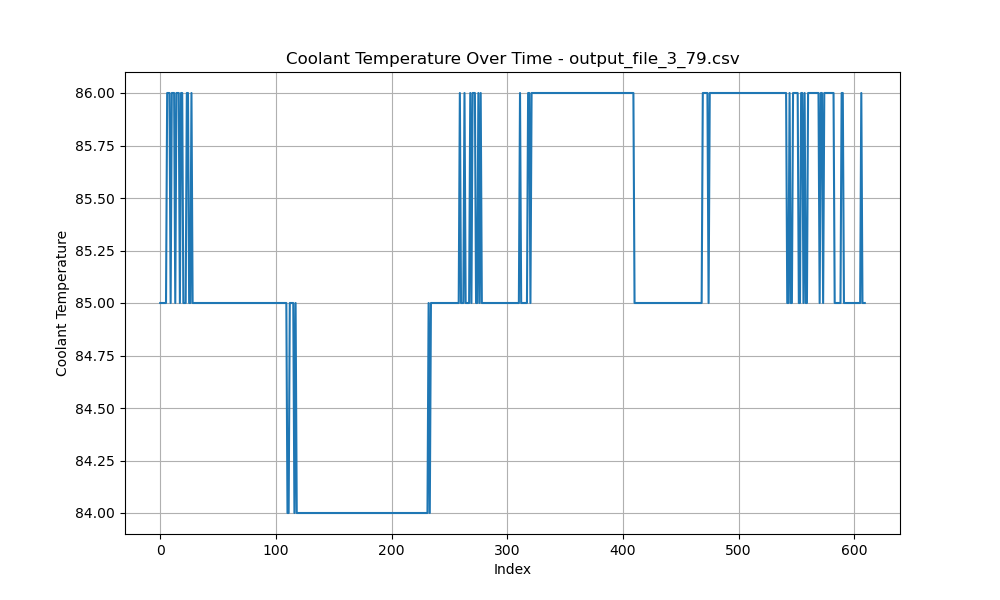 Coolant Temperature Over Time - output_file_3_79.csv
Coolant Temperature
86.00
85.75
85.50
85.25
85.00
84.75
84.50
84.25
84.00
0 100 200 300 400 500 600
Index